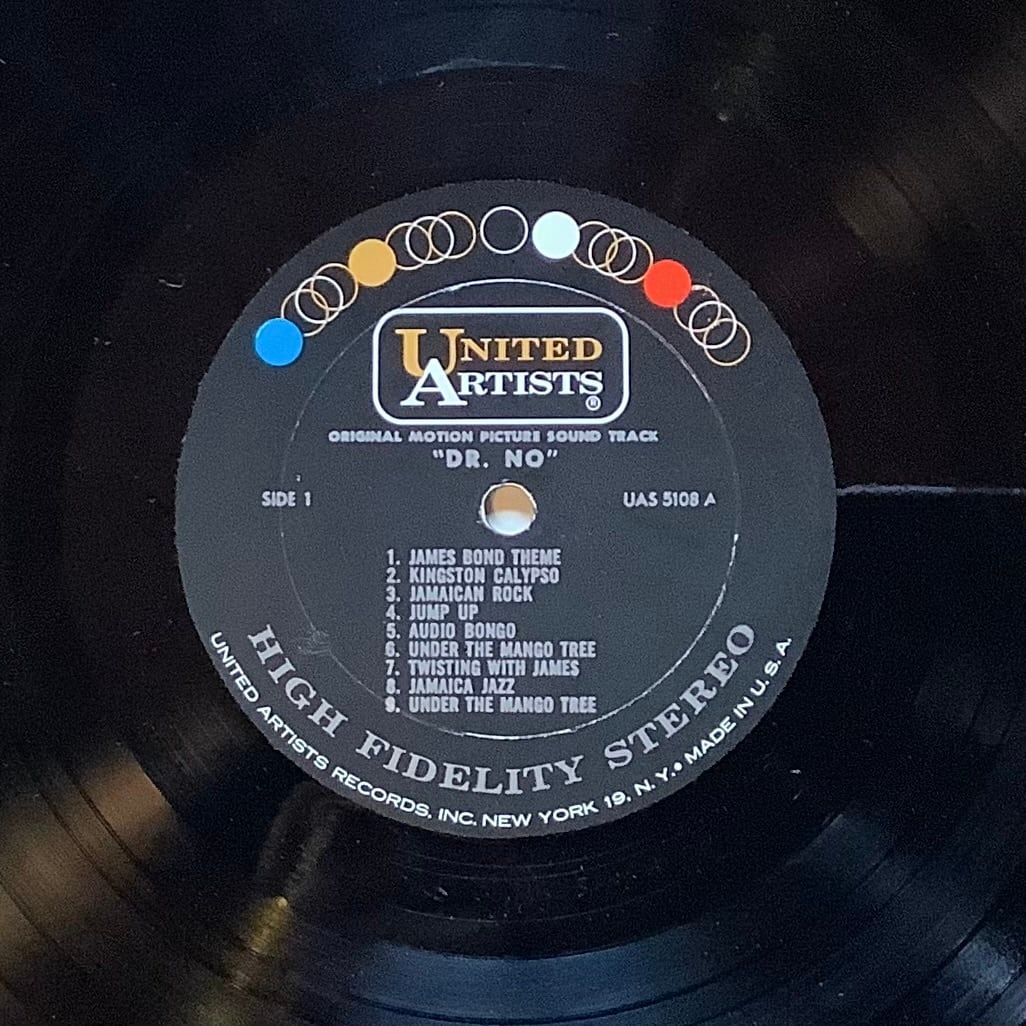 UNITED
ARTISTS
®
ORIGINAL MOTION PICTURE SOUND TRACK
"DR. NO"
SIDE 1
UAS 5108 A
1. JAMES BOND THEME
2. KINGSTON CALYPSO
3. JAMAICAN ROCK
4. JUMP UP
5. AUDIO BONGO
6. UNDER THE MANGO TREE
7. TWISTING WITH JAMES
8. JAMAICA JAZZ
9. UNDER THE MANGO TREE
HIGH FIDELITY STEREO
UNITED ARTISTS RECORDS, INC. NEW YORK 19, N. Y. • MADE IN U. S. A.